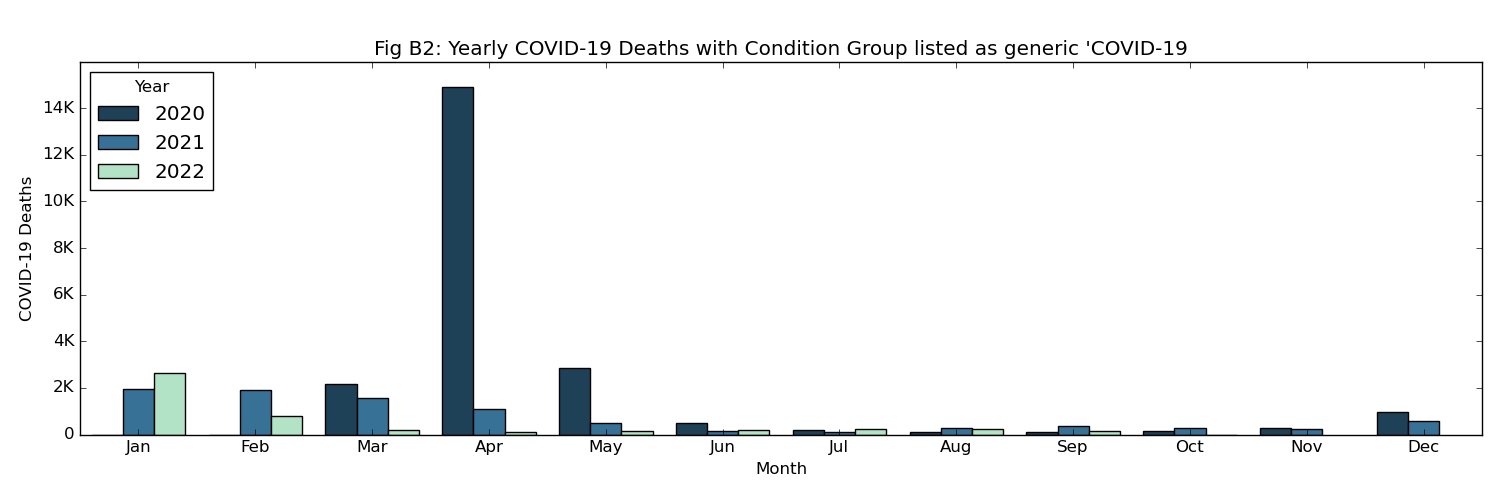 Fig B2: Yearly COVID-19 Deaths with Condition Group listed as generic 'COVID-19
Year
2020
2021
2022
COVID-19 Deaths
14K
12K
10K
8K
6K
4K
2K
0
Jan Feb Mar Apr May Jun Jul Aug Sep Oct Nov Dec
Month